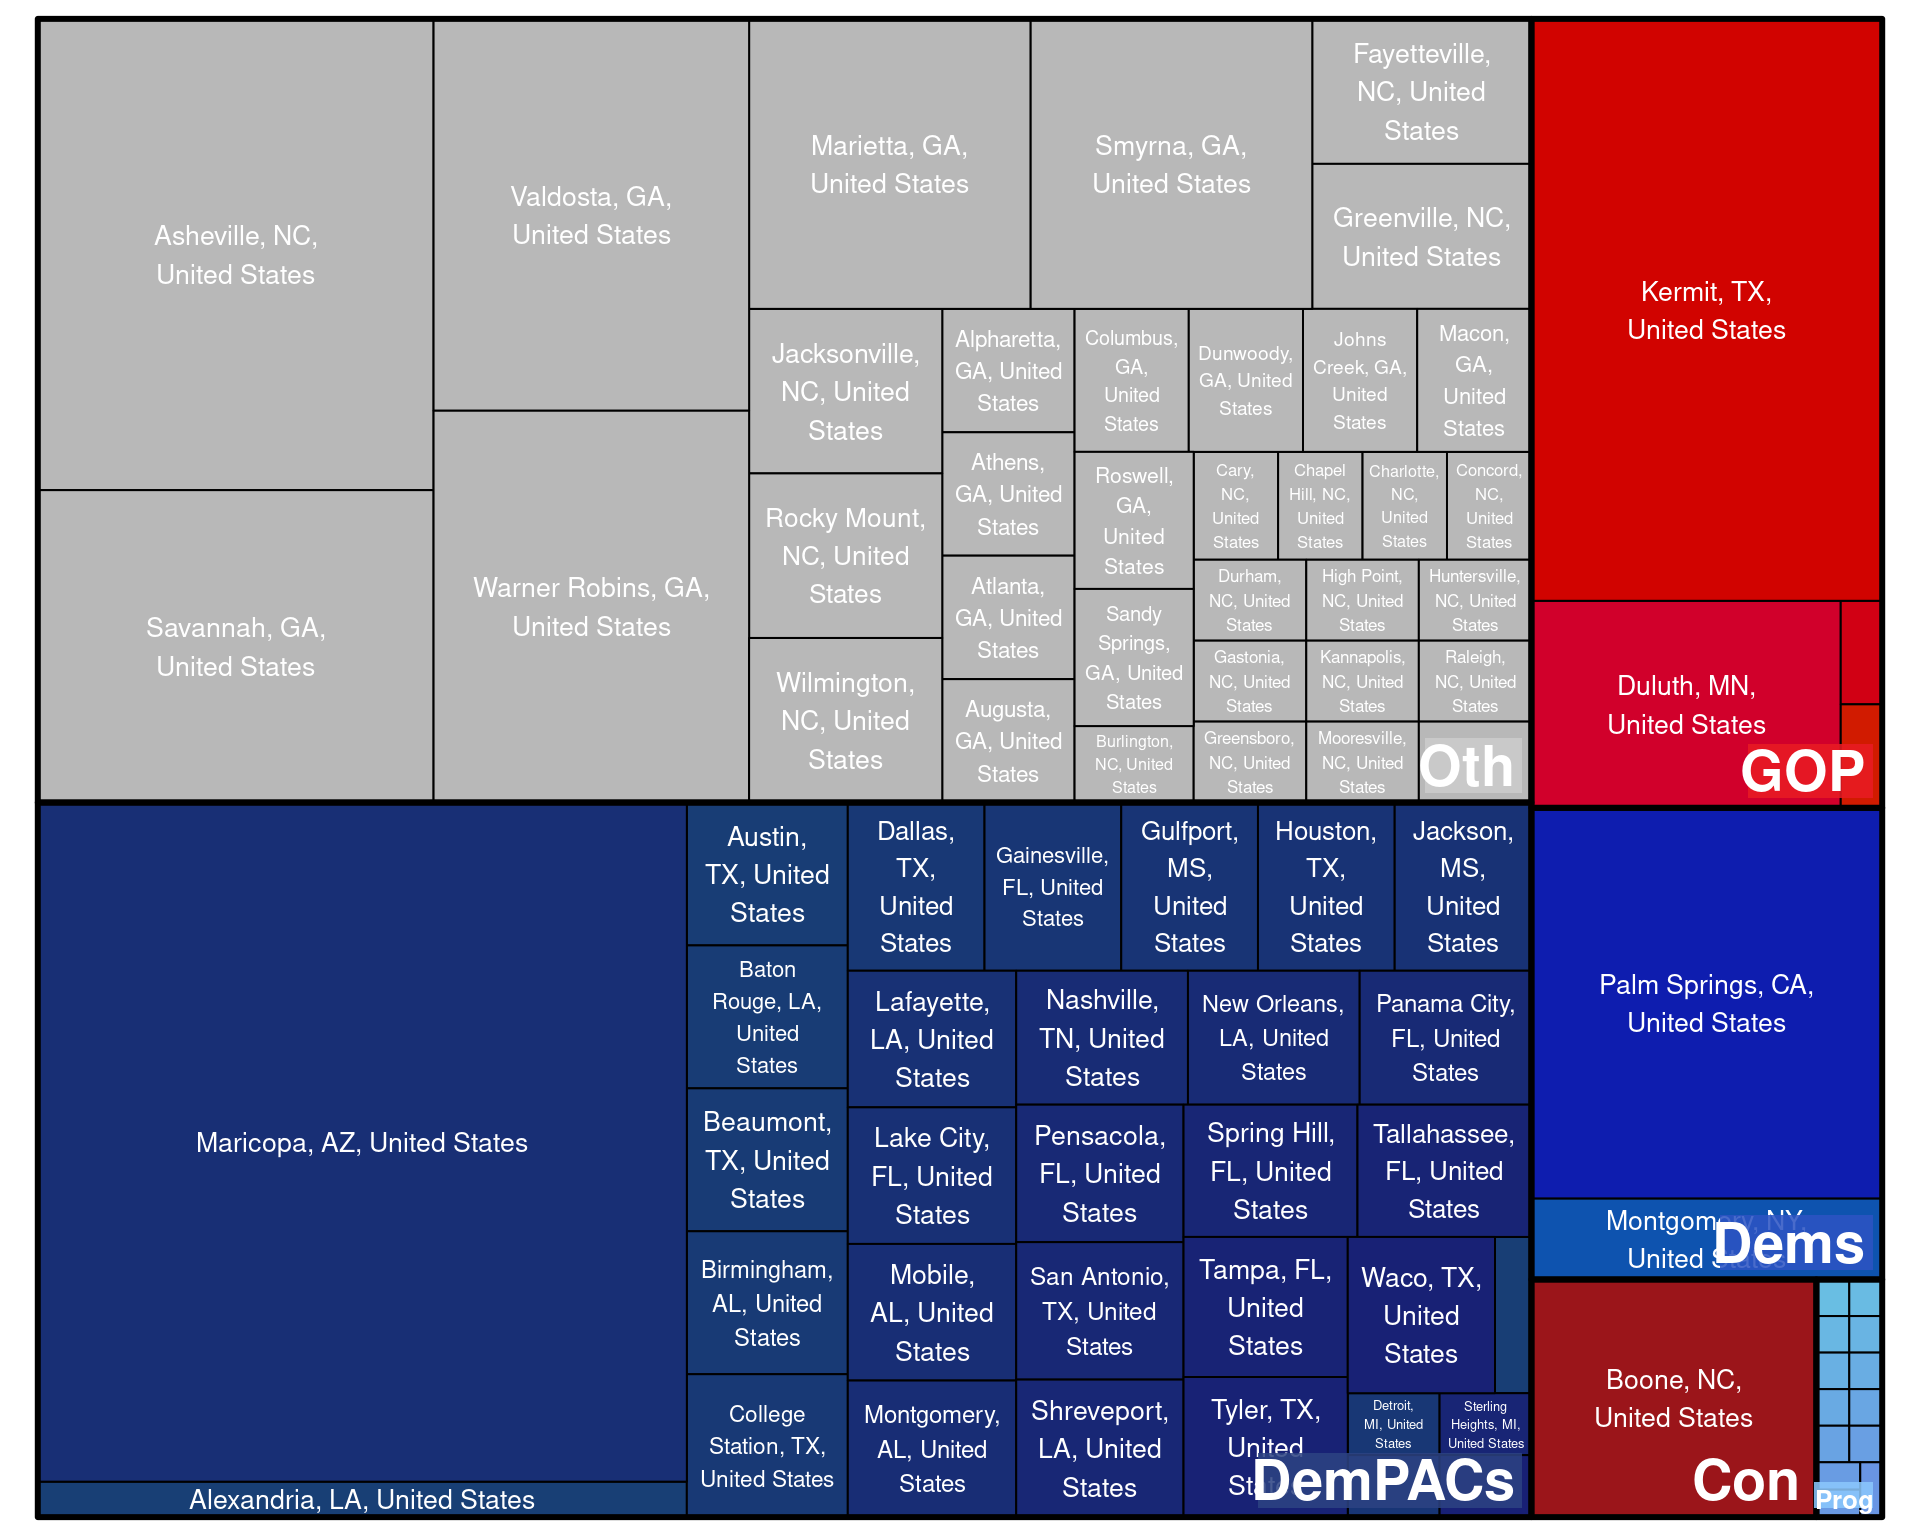 Asheville, NC,
United States
Savannah, GA,
United States
Valdosta, GA,
United States
Warner Robins, GA,
United States
Marietta, GA,
United States
Smyrna, GA,
United States
Fayetteville,
NC, United
States
Greenville, NC,
United States
Jacksonville,
NC, United
States
Rocky Mount,
NC, United
States
Wilmington,
NC, United
States
Alpharetta,
GA, United
States
Athens,
GA, United
States
Atlanta,
GA, United
States
Augusta,
GA, United
States
Columbus,
GA,
United
States
Dunwoody,
GA, United
States
Johns
Creek, GA,
United
States
Macon,
GA,
United
States
Roswell,
GA,
United
States
Sandy
Springs,
GA, United
States
Burlington,
NC, United
States
Cary,
NC,
United
States
Chapel
Hill, NC,
United
States
Charlotte,
NC,
United
States
Concord,
NC,
United
States
Durham,
NC, United
States
High Point,
NC, United
States
Huntersville,
NC, United
States
Gastonia,
NC, United
States
Kannapolis,
NC, United
States
Raleigh,
NC, United
States
Greensboro,
NC, United
States
Mooresville,
NC, United
States
Oth
Kermit, TX,
United States
Duluth, MN,
United States
GOP
Maricopa, AZ, United States
Alexandria, LA, United States
Austin,
TX, United
States
Baton
Rouge, LA,
United
States
Beaumont,
TX, United
States
Birmingham,
AL, United
States
College
Station, TX,
United States
Dallas,
TX,
United
States
Gainesville,
FL, United
States
Gulfport,
MS,
United
States
Houston,
TX,
United
States
Jackson,
MS,
United
States
Lafayette,
LA, United
States
Lake City,
FL, United
States
Mobile,
AL, United
States
Montgomery,
AL, United
States
Nashville,
TN, United
States
New Orleans,
LA, United
States
Panama City,
FL, United
States
Pensacola,
FL, United
States
Spring Hill,
FL, United
States
Tallahassee,
FL, United
States
San Antonio,
TX, United
States
Shreveport,
LA, United
States
Tampa, FL,
United
States
Tyler, TX,
United
States
Waco, TX,
United
States
Detroit,
MI, United
States
Sterling
Heights, MI,
United States
DemPACs
Palm Springs, CA,
United States
Montgomery, NY,
United States
Dems
Boone, NC,
United States
Con
Prog